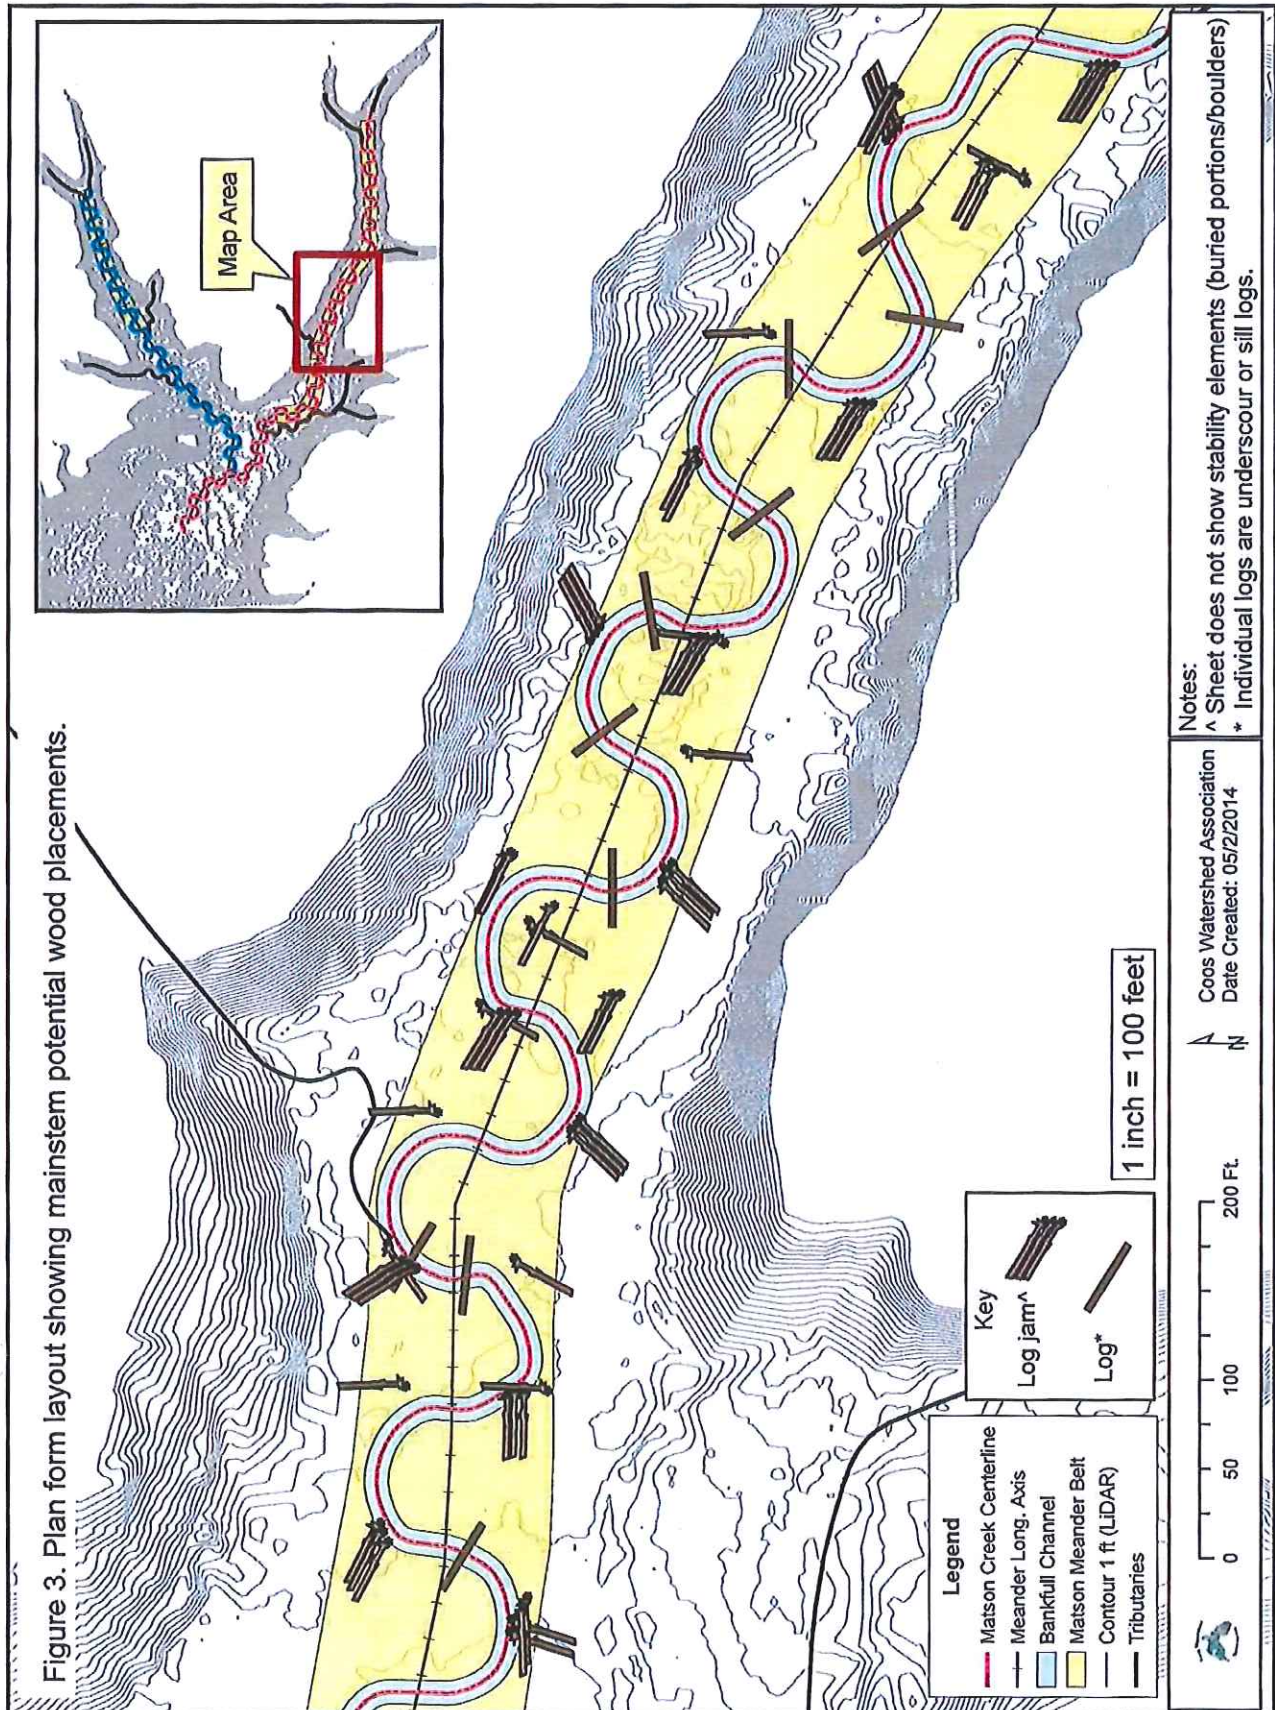 Figure 3. Plan form layout showing mainstem potential wood placements.
Map Area
Legend
Matson Creek Centerline
Meander Long. Axis
Bankfull Channel
Matson Meander Belt
Contour 1 ft (LiDAR)
Tributaries
Key
Log jam^
Log*
1 inch = 100 feet
0 50 100 200 Ft.
N
Coos Watershed Association
Date Created: 05/22/2014
Notes:
^ Sheet does not show stability elements (buried portions/boulders)
* Individual logs are underscour or sill logs.